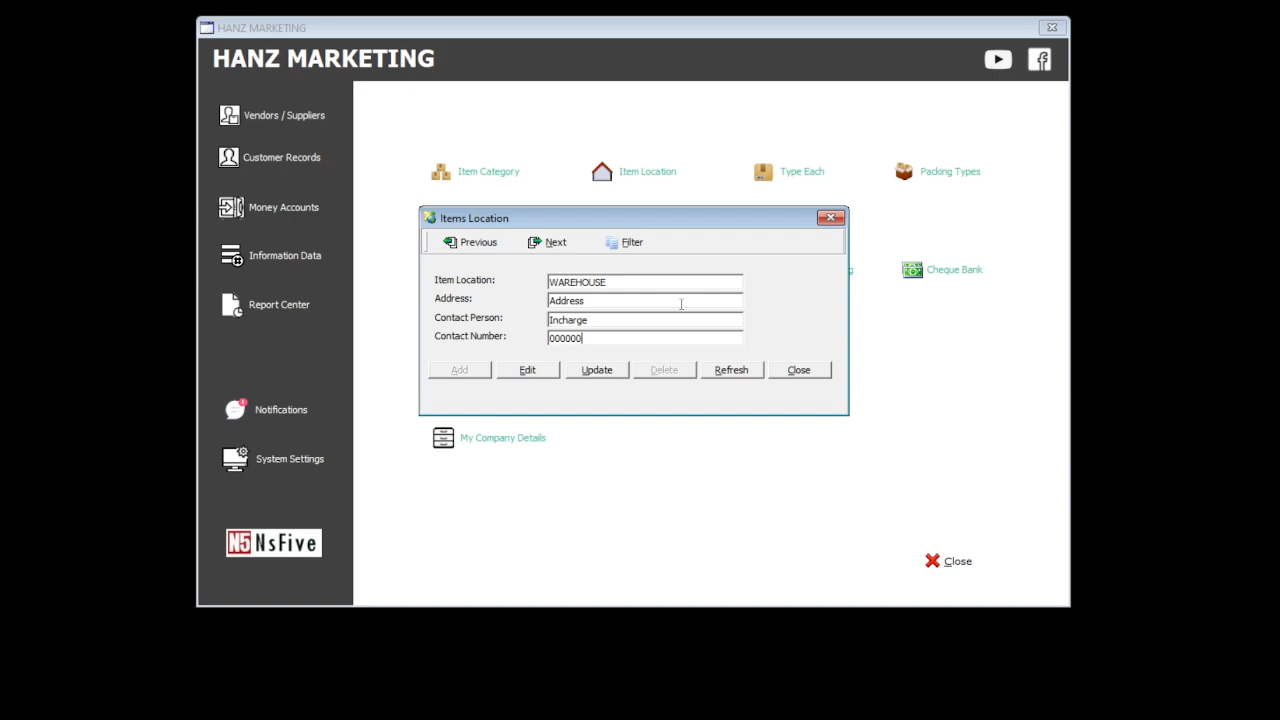 HANZ MARKETING
HANZ MARKETING
Vendors / Suppliers
Customer Records
Money Accounts
Information Data
Report Center
Notifications
System Settings
N5 NsFive
Item Category
Item Location
Type Each
Packing Types
Items Location
Previous Next Filter
Item Location: WAREHOUSE
Address: Address
Contact Person: Incharge
Contact Number: 000000
Add Edit Update Delete Refresh Close
Cheque Bank
My Company Details
Close